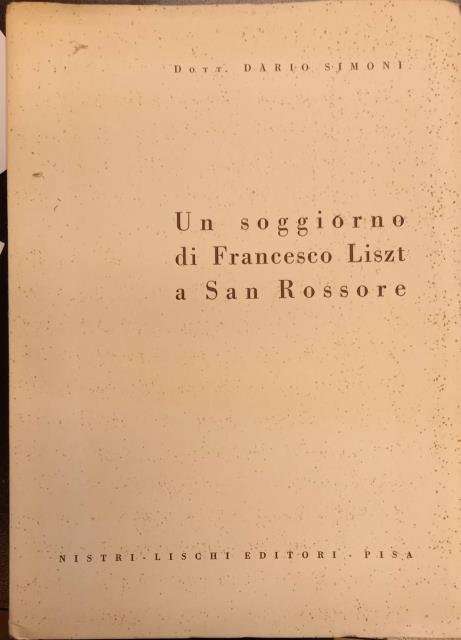 Dott. DARIO SIMONI
Un soggiorno
di Francesco Liszt
a San Rossore
NISTRI-LISCHI EDITORI - PISA